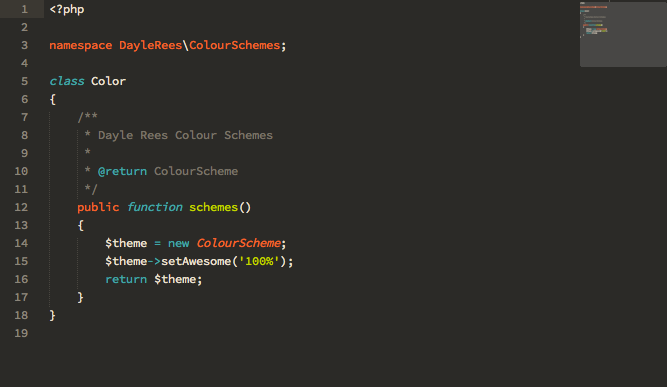 1 <?php
2
3 namespace DayleRees\ColourSchemes;
4
5 class Color
6 {
7     /**
8      * Dayle Rees Colour Schemes
9      *
10      * @return ColourScheme
11      */
12     public function schemes()
13     {
14         $theme = new ColourScheme;
15         $theme->setAwesome('100%');
16         return $theme;
17     }
18 }
19